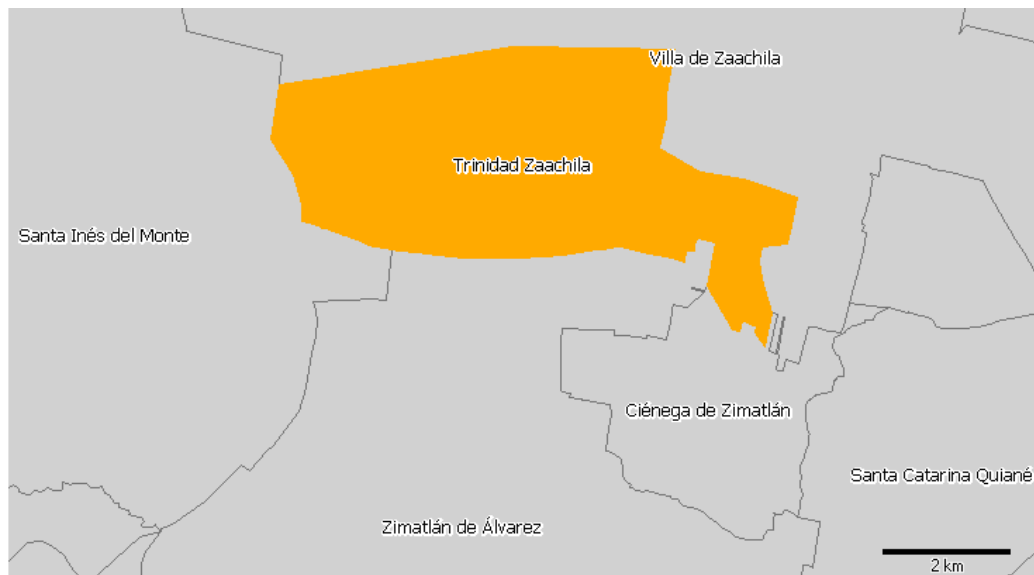 Villa de Zaachila
Trinidad Zaachila
Santa Inés del Monte
Ciénega de Zimatlán
Santa Catarina Quiané
Zimatlán de Álvarez
2 km